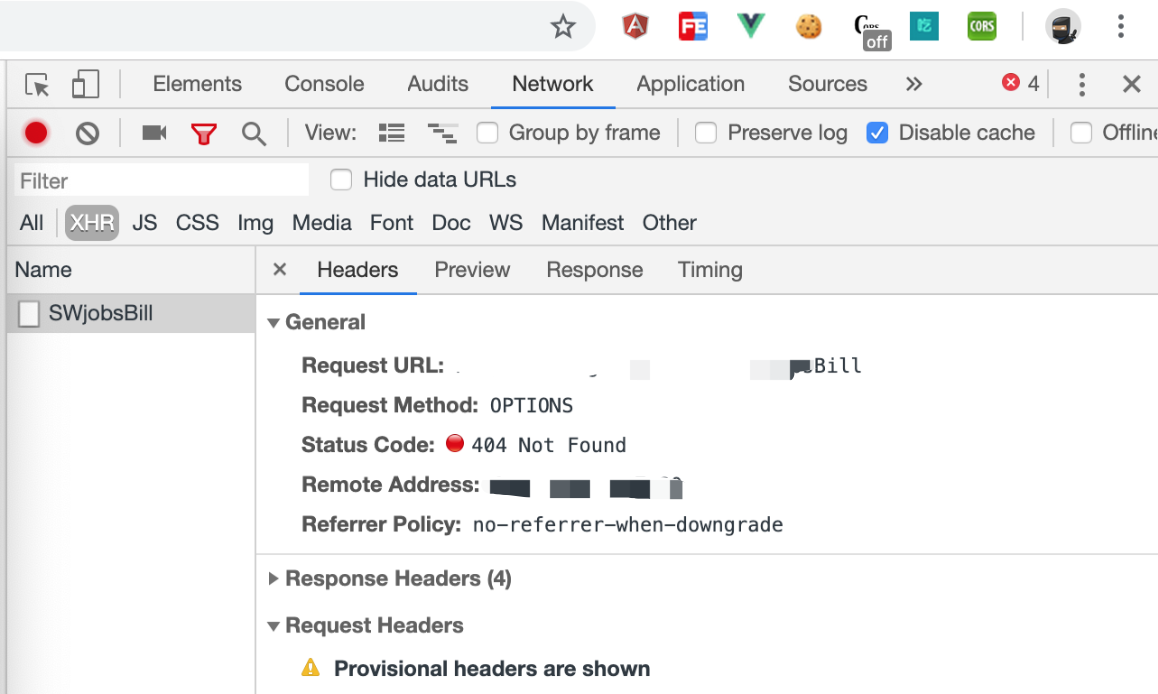 FE
CORS
off
CORS
Elements Console Audits Network Application Sources » 4
View: Group by frame Preserve log Disable cache
Filter Hide data URLs
All XHR JS CSS Img Media Font Doc WS Manifest Other
Name Headers Preview Response Timing
SWjobsBill
General
Request URL: Bill
Request Method: OPTIONS
Status Code: 404 Not Found
Remote Address:
Referrer Policy: no-referrer-when-downgrade
Response Headers (4)
Request Headers
Provisional headers are shown